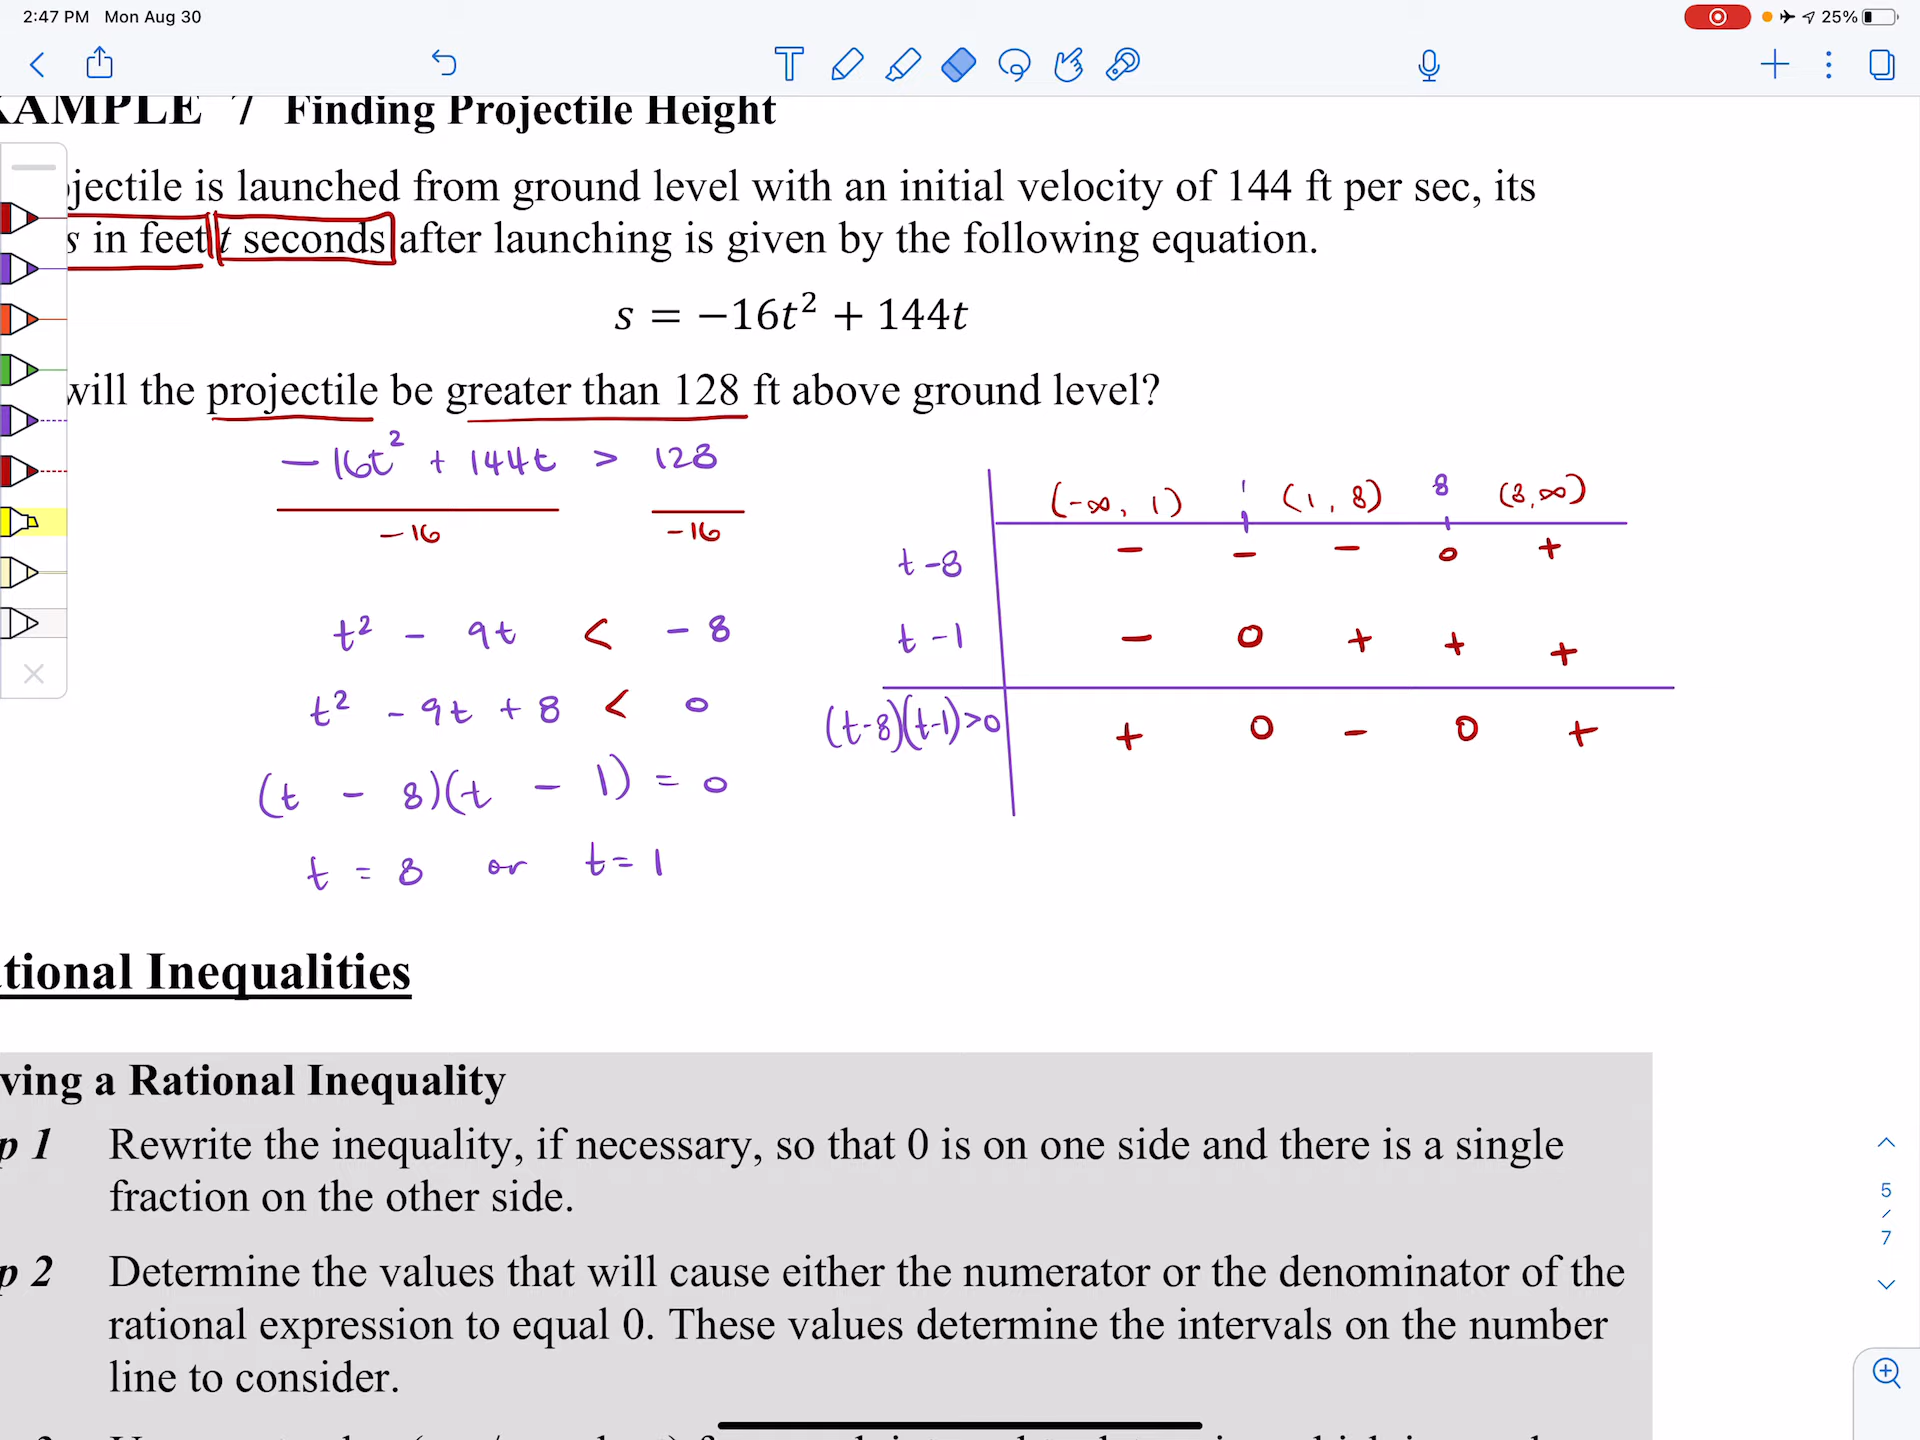 2:47 PM Mon Aug 30
25%
XAMPLE 7 Finding Projectile Height
jectile is launched from ground level with an initial velocity of 144 ft per sec, its
s in feet t seconds after launching is given by the following equation.
s = −16t² + 144t
will the projectile be greater than 128 ft above ground level?
− 16t² + 144t > 128
−16 −16
t² − 9t < − 8
t² − 9t + 8 < 0
(t − 8)(t − 1) = 0
t = 8 or t = 1
(-∞, 1) 1 (1, 8) 8 (8, ∞)
t −8 − − − 0 +
t −1 − 0 + + +
(t−8)(t−1)>0 + 0 − 0 +
tional Inequalities
ving a Rational Inequality
p 1 Rewrite the inequality, if necessary, so that 0 is on one side and there is a single
fraction on the other side.
p 2 Determine the values that will cause either the numerator or the denominator of the
rational expression to equal 0. These values determine the intervals on the number
line to consider.
5
/
7